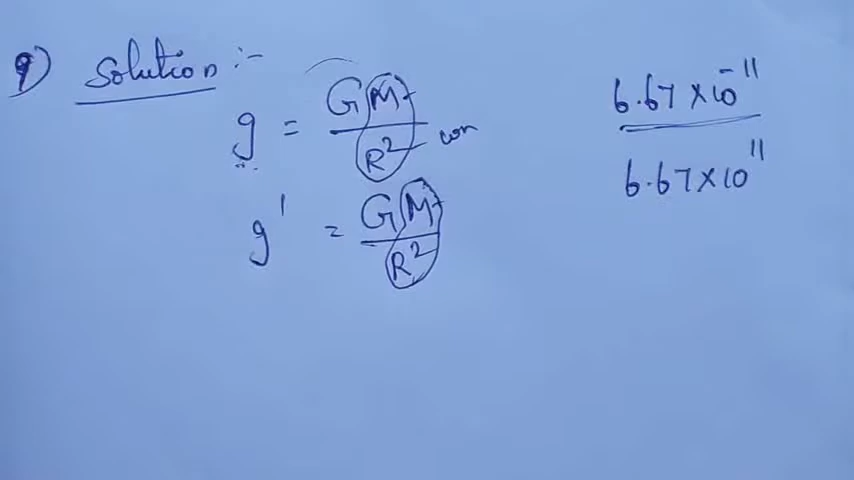 9) Solution :-
g = GM / R² con
g' = GM / R²
6.67 × 10⁻¹¹
6.67 × 10¹¹